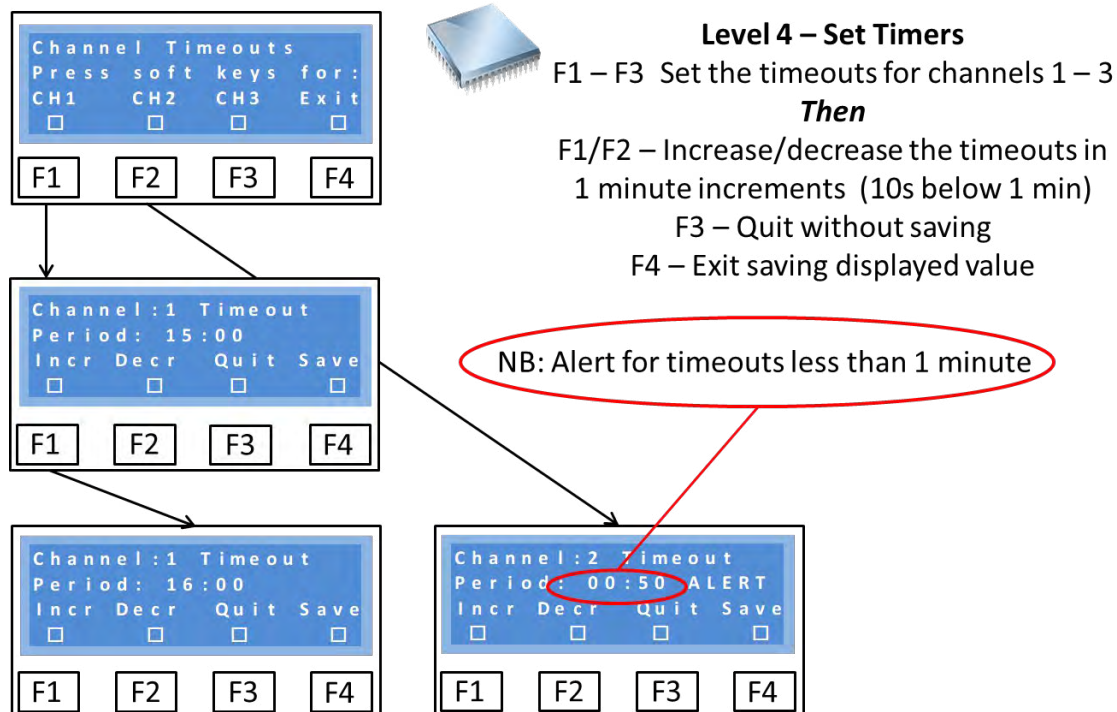 Channel Timeouts
Press soft keys for:
CH1 CH2 CH3 Exit
F1 F2 F3 F4
Level 4 – Set Timers
F1 – F3 Set the timeouts for channels 1 – 3
Then
F1/F2 – Increase/decrease the timeouts in
1 minute increments (10s below 1 min)
F3 – Quit without saving
F4 – Exit saving displayed value
Channel:1 Timeout
Period: 15:00
Incr Decr Quit Save
F1 F2 F3 F4
NB: Alert for timeouts less than 1 minute
Channel:1 Timeout
Period: 16:00
Incr Decr Quit Save
F1 F2 F3 F4
Channel:2 Timeout
Period: 00:50 ALERT
Incr Decr Quit Save
F1 F2 F3 F4